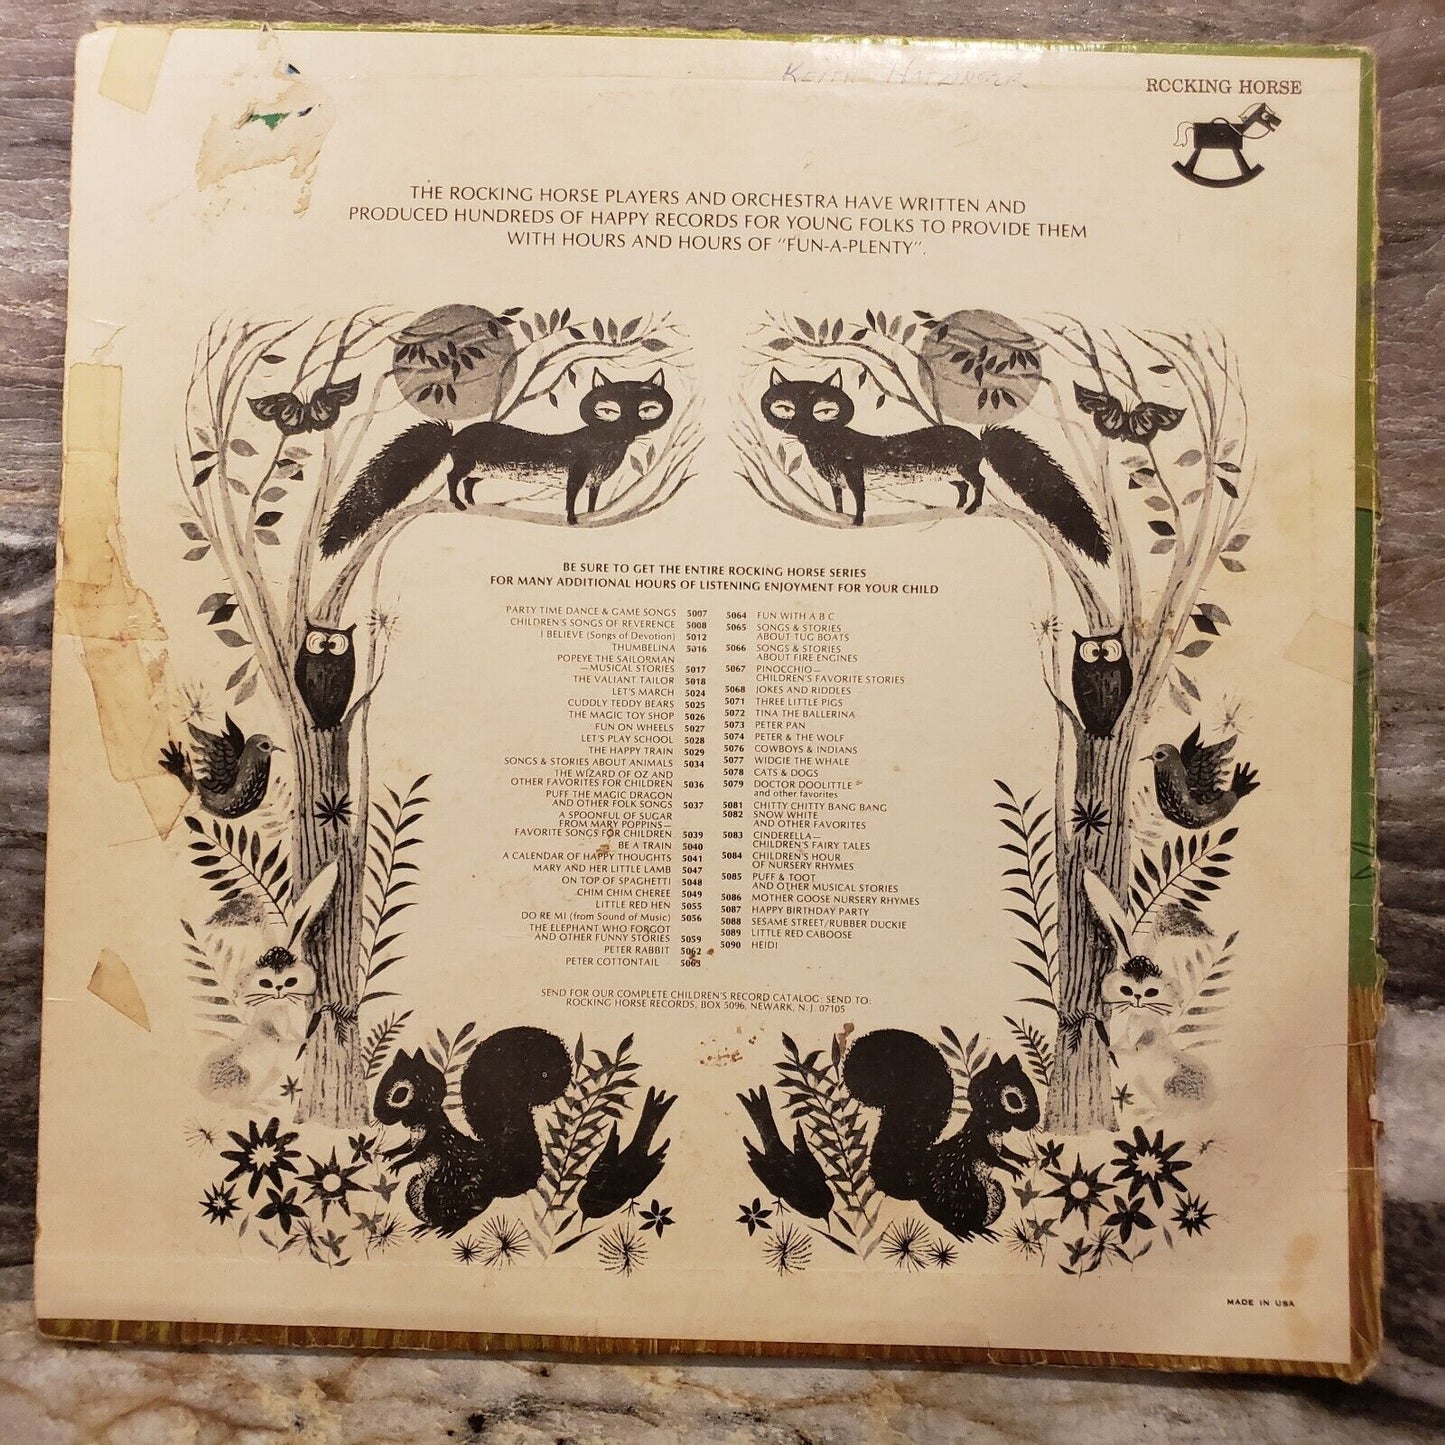 ROCKING HORSE
THE ROCKING HORSE PLAYERS AND ORCHESTRA HAVE WRITTEN AND
PRODUCED HUNDREDS OF HAPPY RECORDS FOR YOUNG FOLKS TO PROVIDE THEM
WITH HOURS AND HOURS OF "FUN-A-PLENTY".
BE SURE TO GET THE ENTIRE ROCKING HORSE SERIES
FOR MANY ADDITIONAL HOURS OF LISTENING ENJOYMENT FOR YOUR CHILD
PARTY TIME DANCE & GAME SONGS 5007
CHILDREN'S SONGS OF REVERENCE 5008
I BELIEVE (Songs of Devotion) 5012
THUMBELINA 5016
POPEYE THE SAILORMAN
—MUSICAL STORIES 5017
THE VALIANT TAILOR 5018
LET'S MARCH 5024
CUDDLY TEDDY BEARS 5025
THE MAGIC TOY SHOP 5026
FUN ON WHEELS 5027
LET'S PLAY SCHOOL 5028
THE HAPPY TRAIN 5029
SONGS & STORIES ABOUT ANIMALS 5034
THE WIZARD OF OZ AND
OTHER FAVORITES FOR CHILDREN 5036
PUFF THE MAGIC DRAGON
AND OTHER FOLK SONGS 5037
A SPOONFUL OF SUGAR
FROM MARY POPPINS—
FAVORITE SONGS FOR CHILDREN 5039
BE A TRAIN 5040
A CALENDAR OF HAPPY THOUGHTS 5041
MARY AND HER LITTLE LAMB 5047
ON TOP OF SPAGHETTI 5048
CHIM CHIM CHEREE 5049
LITTLE RED HEN 5055
DO RE MI (from Sound of Music) 5056
THE ELEPHANT WHO FORGOT
AND OTHER FUNNY STORIES 5059
PETER RABBIT 5062
PETER COTTONTAIL 5063
5064 FUN WITH A B C
5065 SONGS & STORIES
ABOUT TUG BOATS
5066 SONGS & STORIES
ABOUT FIRE ENGINES
5067 PINOCCHIO—
CHILDREN'S FAVORITE STORIES
5068 JOKES AND RIDDLES
5071 THREE LITTLE PIGS
5072 TINA THE BALLERINA
5073 PETER PAN
5074 PETER & THE WOLF
5076 COWBOYS & INDIANS
5077 WIDGIE THE WHALE
5078 CATS & DOGS
5079 DOCTOR DOOLITTLE
and other favorites
5081 CHITTY CHITTY BANG BANG
5082 SNOW WHITE
AND OTHER FAVORITES
5083 CINDERELLA—
CHILDREN'S FAIRY TALES
5084 CHILDREN'S HOUR
OF NURSERY RHYMES
5085 PUFF & TOOT
AND OTHER MUSICAL STORIES
5086 MOTHER GOOSE NURSERY RHYMES
5087 HAPPY BIRTHDAY PARTY
5088 SESAME STREET/RUBBER DUCKIE
5089 LITTLE RED CABOOSE
5090 HEIDI
SEND FOR OUR COMPLETE CHILDREN'S RECORD CATALOG: SEND TO:
ROCKING HORSE RECORDS, BOX 5096, NEWARK, N. J. 07105
MADE IN USA